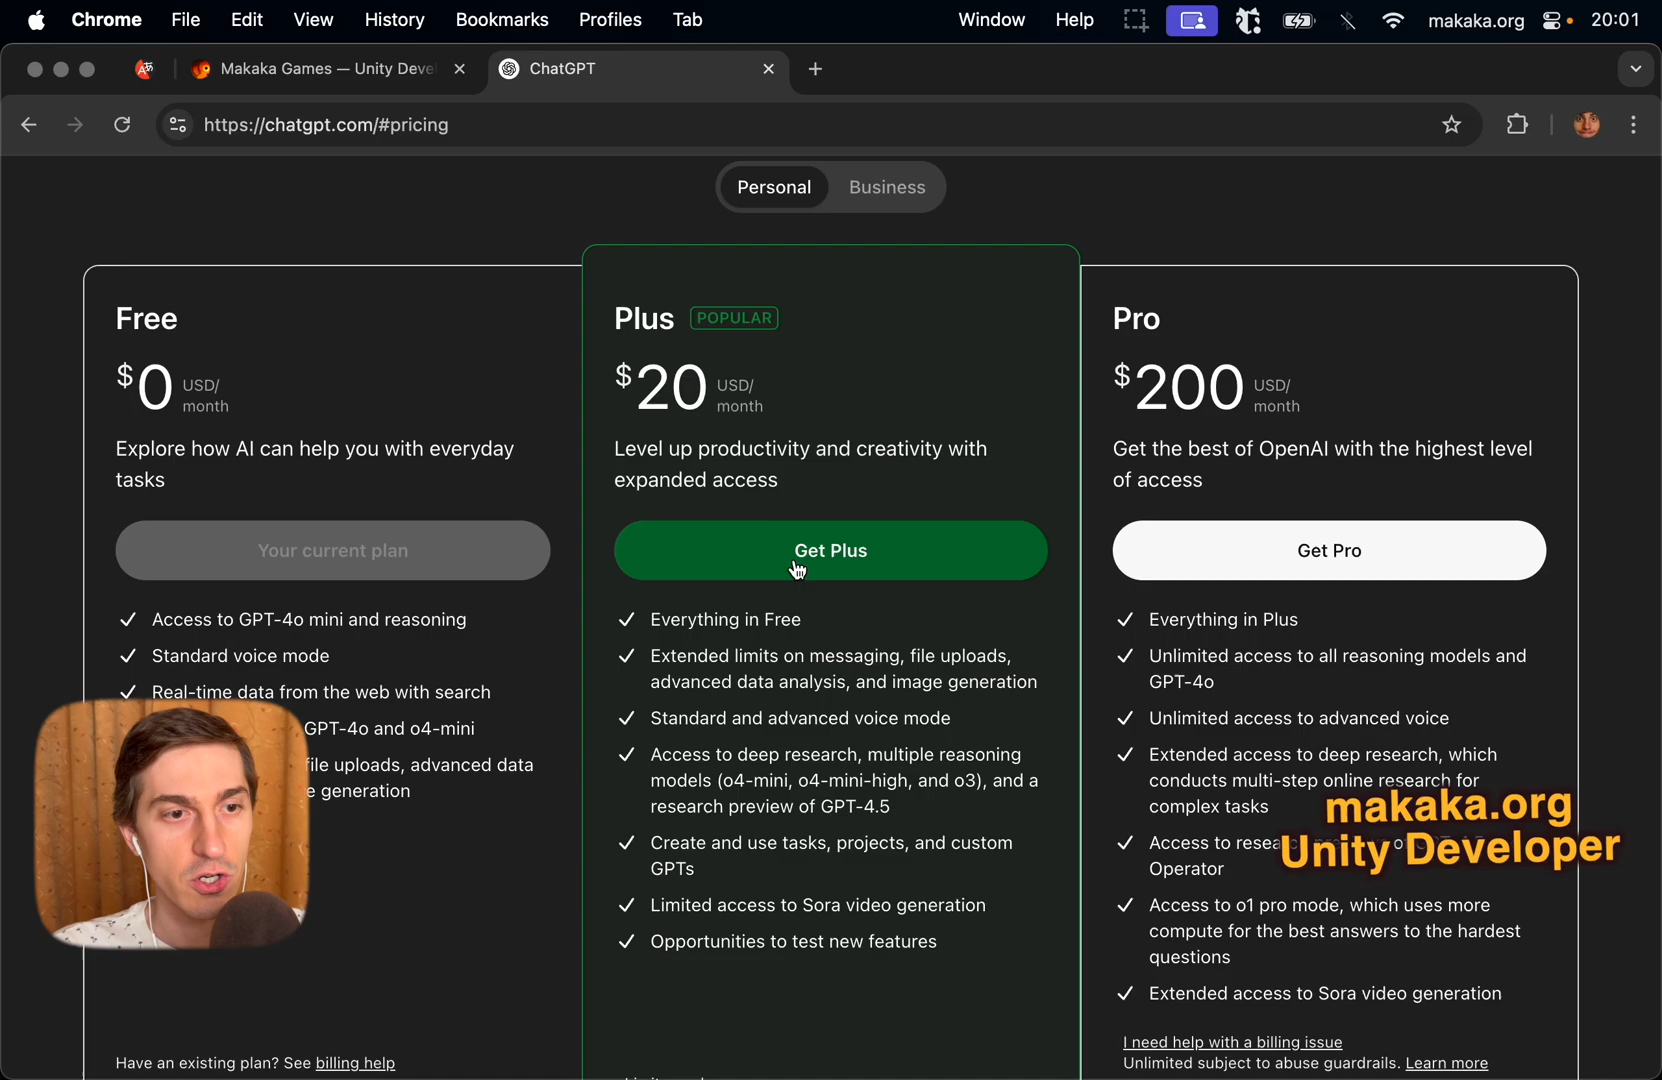 Chrome File Edit View History Bookmarks Profiles Tab Window Help makaka.org 20:01
Makaka Games — Unity Deve
ChatGPT
https://chatgpt.com/#pricing
Personal Business
Free
$0 USD/
month
Explore how AI can help you with everyday
tasks
Your current plan
Access to GPT-4o mini and reasoning
Standard voice mode
Real-time data from the web with search
GPT-4o and o4-mini
file uploads, advanced data
generation
Have an existing plan? See billing help
Plus POPULAR
$20 USD/
month
Level up productivity and creativity with
expanded access
Get Plus
Everything in Free
Extended limits on messaging, file uploads,
advanced data analysis, and image generation
Standard and advanced voice mode
Access to deep research, multiple reasoning
models (o4-mini, o4-mini-high, and o3), and a
research preview of GPT-4.5
Create and use tasks, projects, and custom
GPTs
Limited access to Sora video generation
Opportunities to test new features
Pro
$200 USD/
month
Get the best of OpenAI with the highest level
of access
Get Pro
Everything in Plus
Unlimited access to all reasoning models and
GPT-4o
Unlimited access to advanced voice
Extended access to deep research, which
conducts multi-step online research for
complex tasks
Access to
Operator
Access to o1 pro mode, which uses more
compute for the best answers to the hardest
questions
Extended access to Sora video generation
I need help with a billing issue
Unlimited subject to abuse guardrails. Learn more
makaka.org
Unity Developer